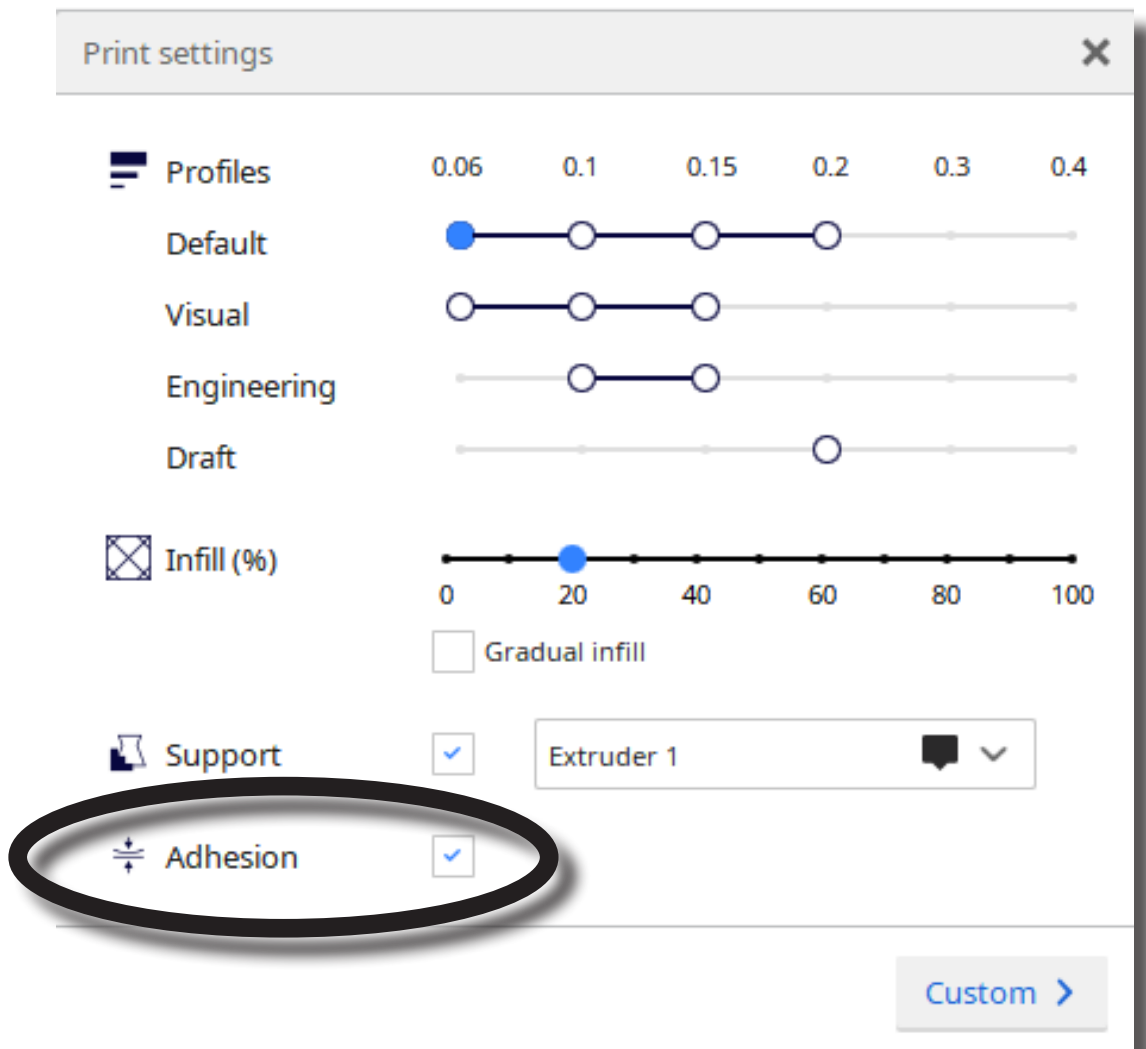 Print settings
Profiles 0.06 0.1 0.15 0.2 0.3 0.4
Default
Visual
Engineering
Draft
Infill (%)
0 20 40 60 80 100
Gradual infill
Support Extruder 1
Adhesion
Custom